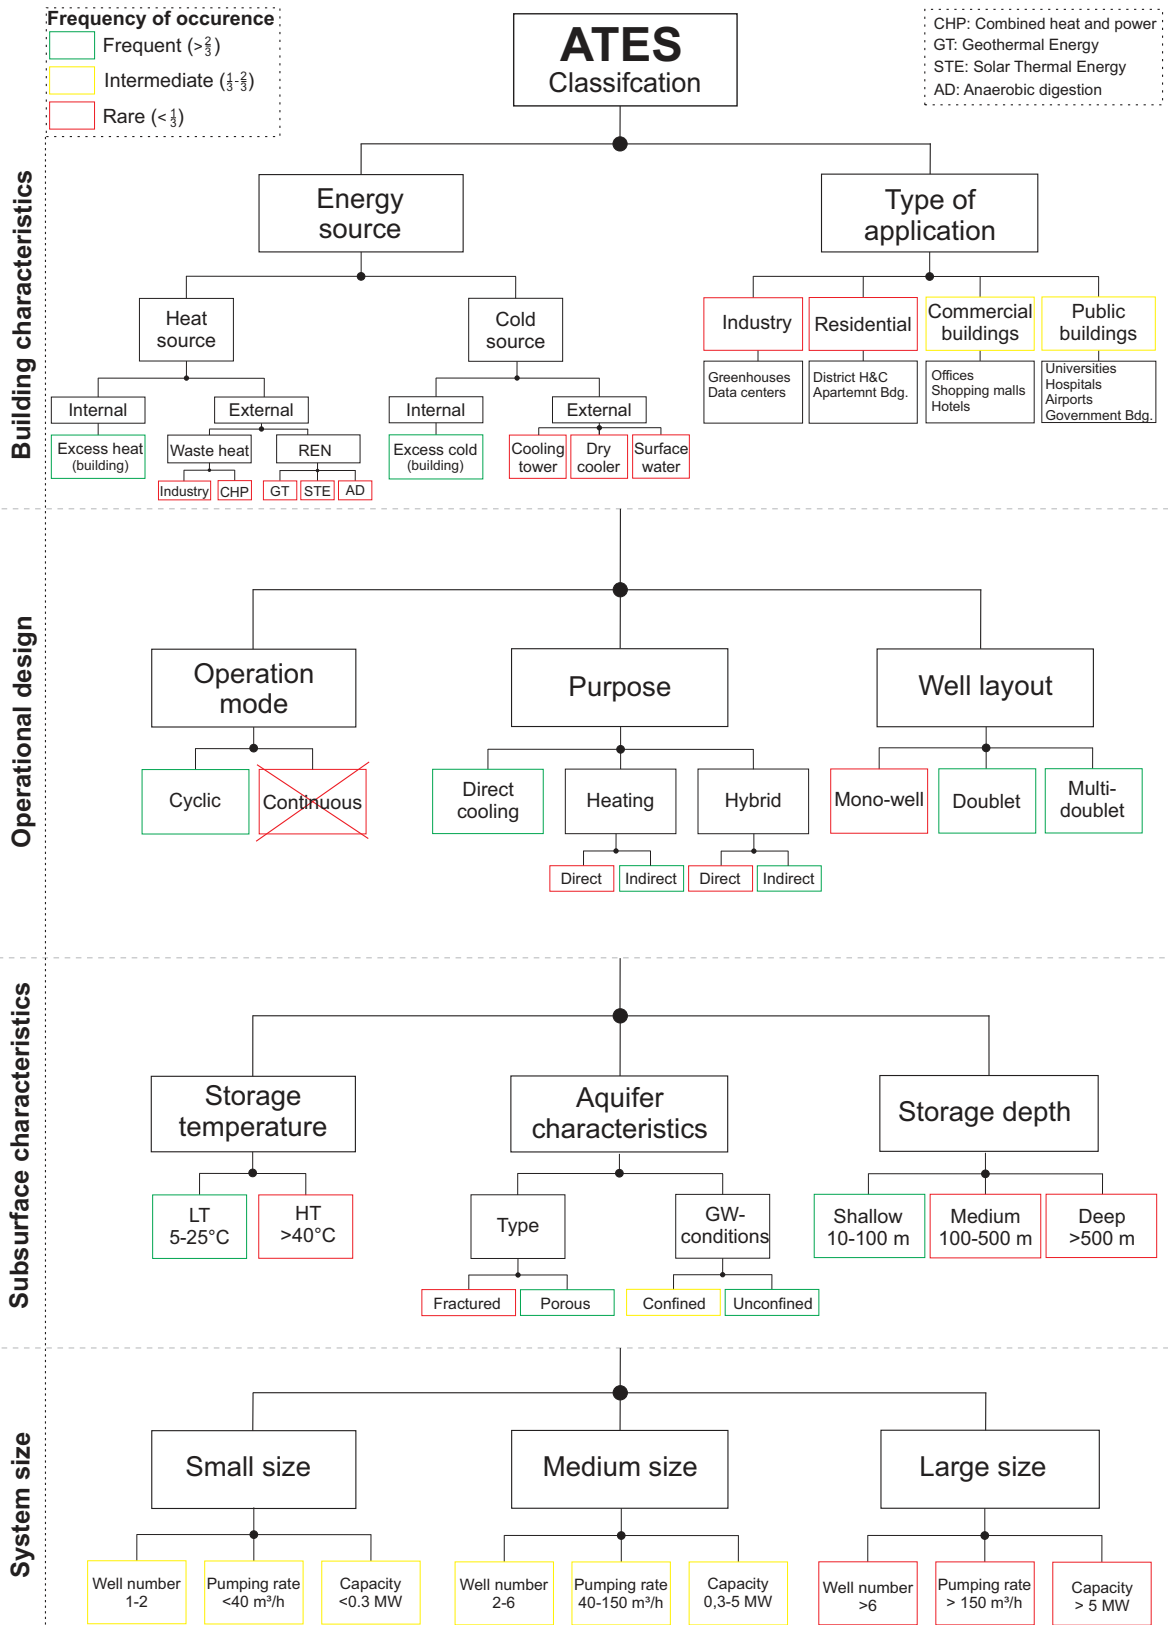 Frequency of occurence
Frequent (>2/3)
Intermediate (1/3-2/3)
Rare (< 1/3)
ATES
Classifcation
CHP: Combined heat and power
GT: Geothermal Energy
STE: Solar Thermal Energy
AD: Anaerobic digestion
Building characteristics
Energy
source
Type of
application
Heat
source
Cold
source
Industry
Residential
Commercial
buildings
Public
buildings
Greenhouses
Data centers
District H&C
Apartemnt Bdg.
Offices
Shopping malls
Hotels
Universities
Hospitals
Airports
Government Bdg.
Internal
External
Internal
External
Excess heat
(building)
Waste heat
REN
Excess cold
(building)
Cooling
tower
Dry
cooler
Surface
water
Industry
CHP
GT
STE
AD
Operational design
Operation
mode
Purpose
Well layout
Cyclic
Continuous
Direct
cooling
Heating
Hybrid
Mono-well
Doublet
Multi-
doublet
Direct
Indirect
Direct
Indirect
Subsurface characteristics
Storage
temperature
Aquifer
characteristics
Storage depth
LT
5-25°C
HT
>40°C
Type
GW-
conditions
Shallow
10-100 m
Medium
100-500 m
Deep
>500 m
Fractured
Porous
Confined
Unconfined
System size
Small size
Medium size
Large size
Well number
1-2
Pumping rate
<40 m³/h
Capacity
<0.3 MW
Well number
2-6
Pumping rate
40-150 m³/h
Capacity
0,3-5 MW
Well number
>6
Pumping rate
> 150 m³/h
Capacity
> 5 MW